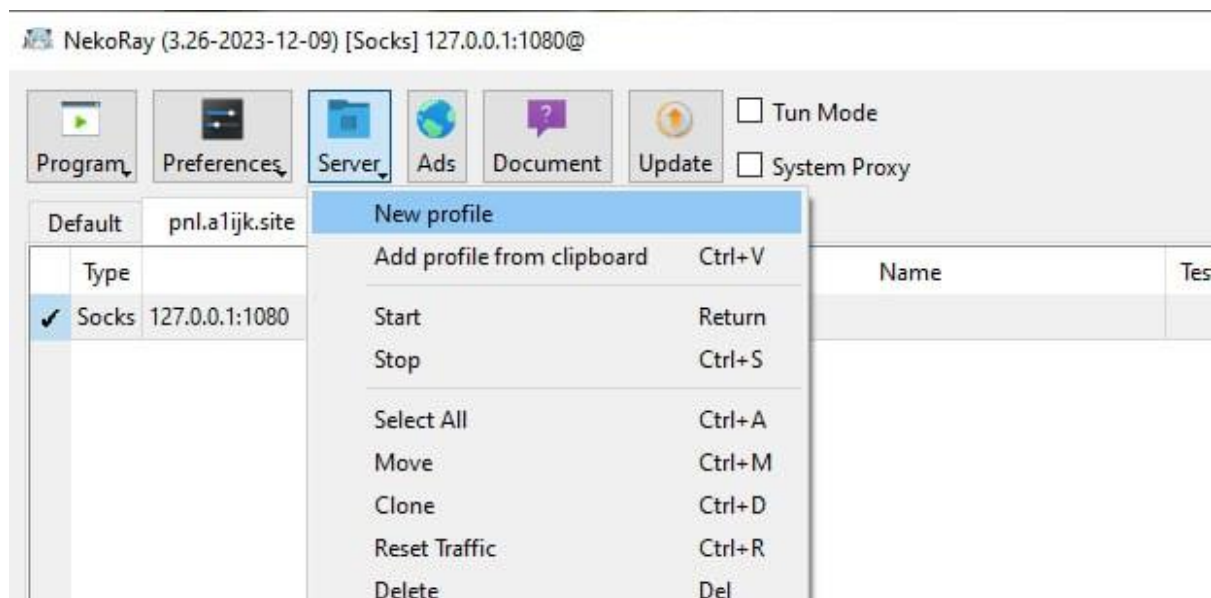 NekoRay (3.26-2023-12-09) [Socks] 127.0.0.1:1080@
Tun Mode
Program Preferences Server Ads Document Update System Proxy
Default pnl.a1ijk.site
New profile
Add profile from clipboard Ctrl+V
Type Name Tes
✓ Socks 127.0.0.1:1080
Start Return
Stop Ctrl+S
Select All Ctrl+A
Move Ctrl+M
Clone Ctrl+D
Reset Traffic Ctrl+R
Delete Del